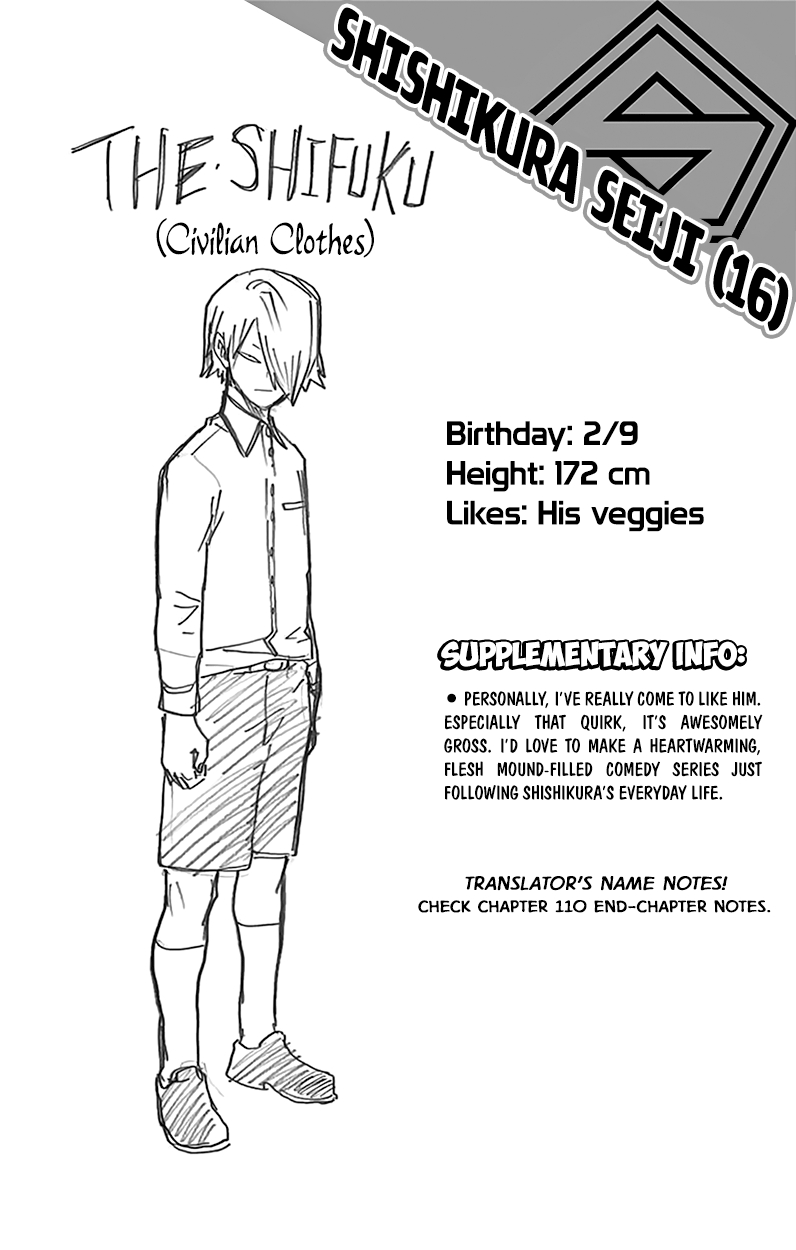 SHISHIKURA SEIJI (16)
THE·SHIFUKU
(Civilian Clothes)
Birthday: 2/9
Height: 172 cm
Likes: His veggies
SUPPLEMENTARY INFO:
• PERSONALLY, I'VE REALLY COME TO LIKE HIM.
ESPECIALLY THAT QUIRK, IT'S AWESOMELY
GROSS. I'D LOVE TO MAKE A HEARTWARMING,
FLESH MOUND-FILLED COMEDY SERIES JUST
FOLLOWING SHISHIKURA'S EVERYDAY LIFE.
TRANSLATOR'S NAME NOTES!
CHECK CHAPTER 110 END-CHAPTER NOTES.